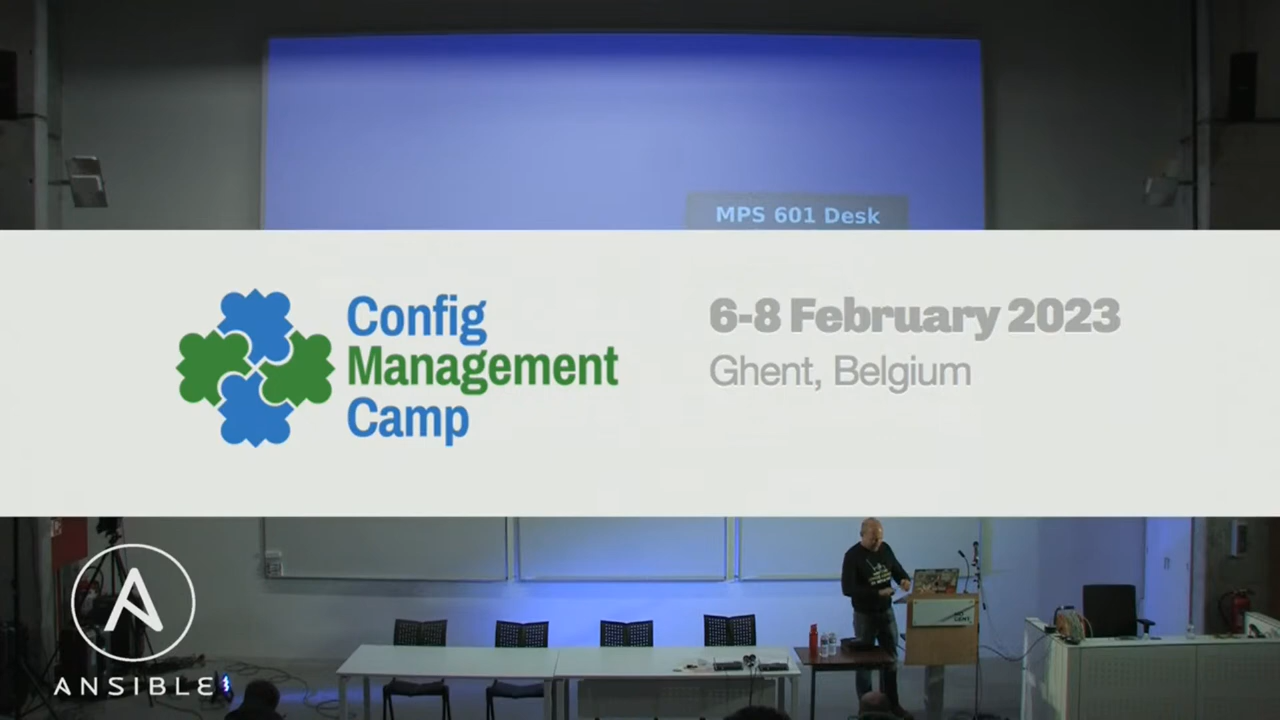 MPS 601 Desk
Config
Management
Camp
6-8 February 2023
Ghent, Belgium
ANSIBLE